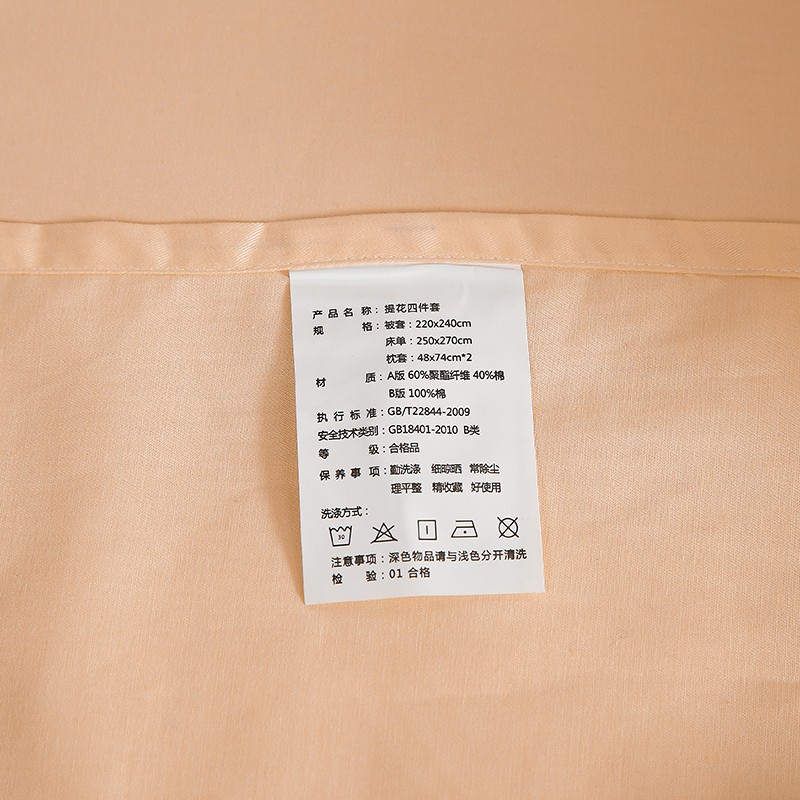 产品名称：提花四件套
规格：被套：220x240cm
床单：250x270cm
枕套：48x74cm*2
材质：A版 60%聚酯纤维 40%棉
B版 100%棉
执行标准：GB/T22844-2009
安全技术类别：GB18401-2010 B类
等级：合格品
保养事项：勤洗涤 细晾晒 常除尘
理平整 精收藏 好使用
洗涤方式：
30
注意事项：深色物品请与浅色分开清洗
检验：01 合格